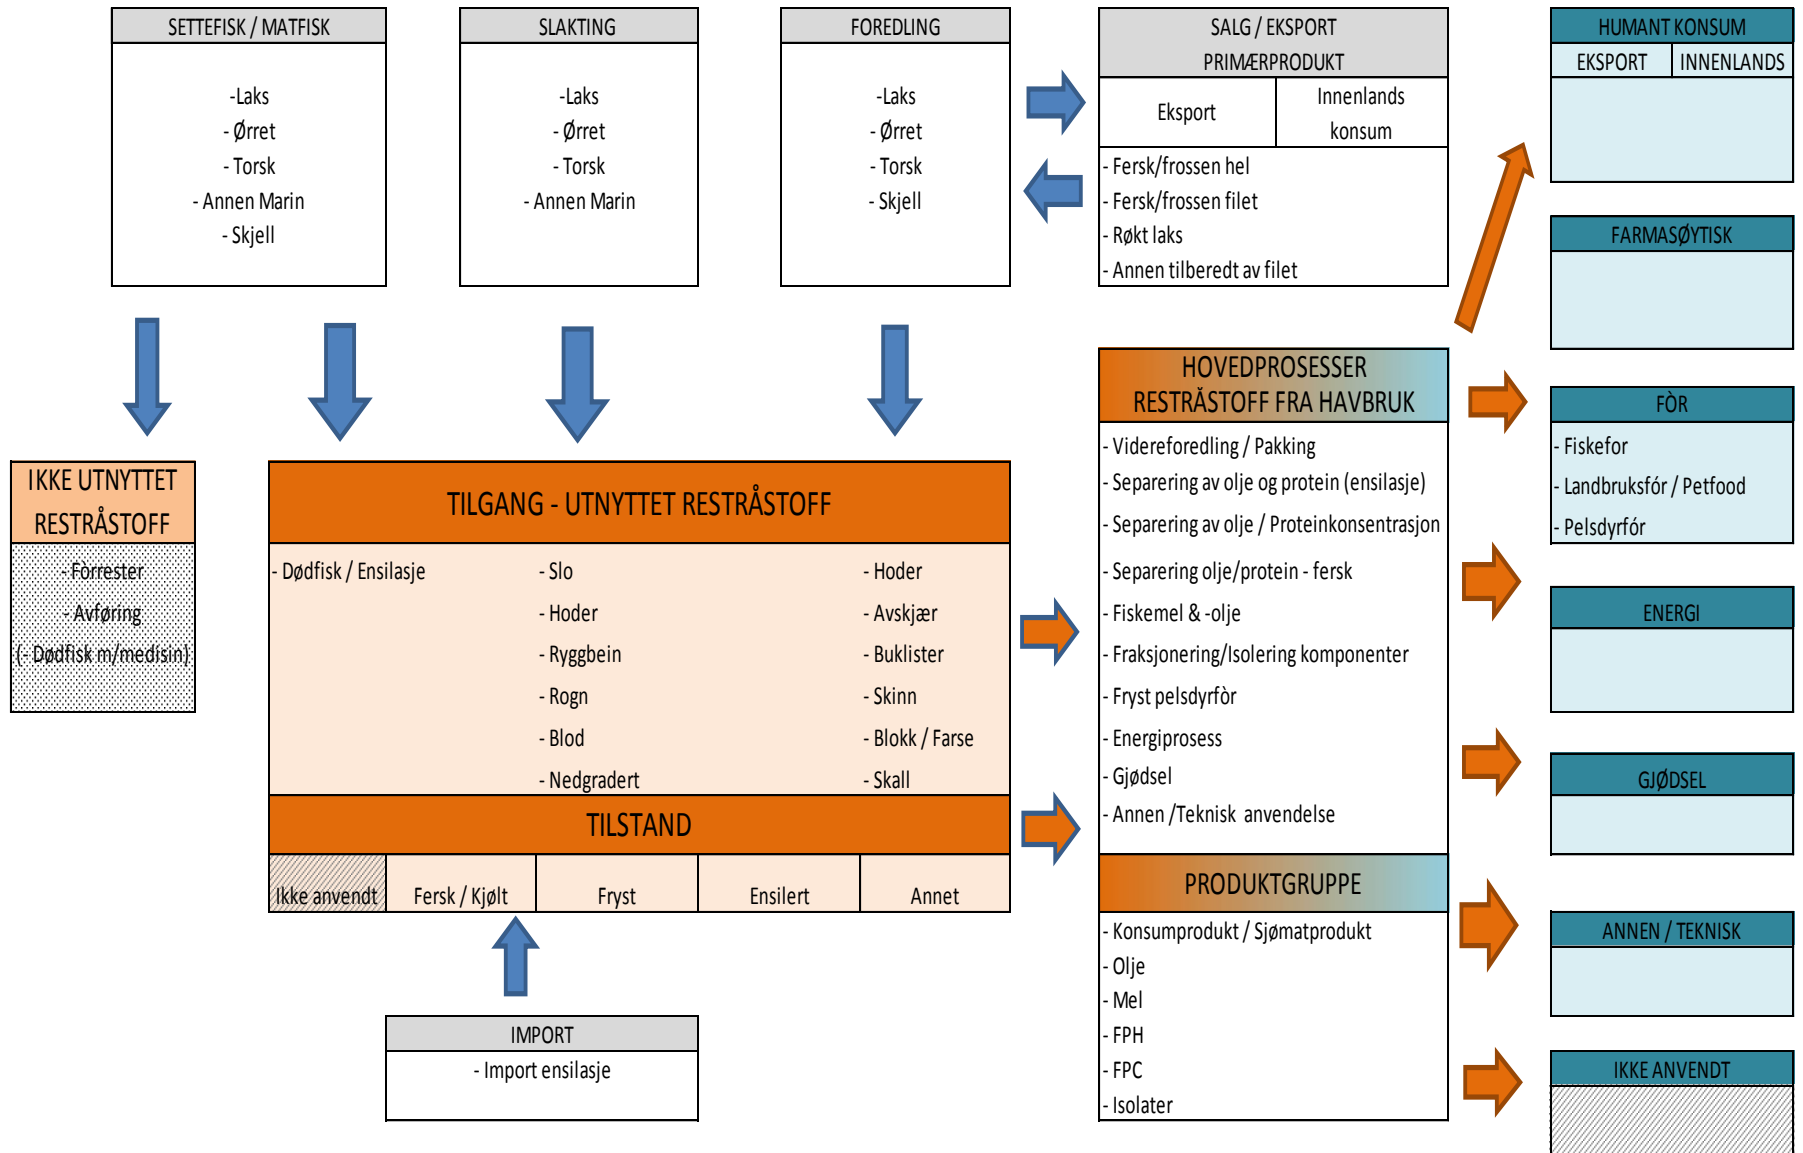 SETTEFISK / MATFISK
-Laks
- Ørret
- Torsk
- Annen Marin
- Skjell
SLAKTING
-Laks
- Ørret
- Torsk
- Annen Marin
FOREDLING
-Laks
- Ørret
- Torsk
- Skjell
SALG / EKSPORT
PRIMÆRPRODUKT
Eksport
Innenlands
konsum
- Fersk/frossen hel
- Fersk/frossen filet
- Røkt laks
- Annen tilberedt av filet
HUMANT KONSUM
EKSPORT
INNENLANDS
FARMASØYTISK
IKKE UTNYTTET
RESTRÅSTOFF
- Fòrrester
- Avføring
(- Dødfisk m/medisin)
TILGANG - UTNYTTET RESTRÅSTOFF
- Dødfisk / Ensilasje
- Slo
- Hoder
- Ryggbein
- Rogn
- Blod
- Nedgradert
- Hoder
- Avskjær
- Buklister
- Skinn
- Blokk / Farse
- Skall
TILSTAND
Ikke anvendt
Fersk / Kjølt
Fryst
Ensilert
Annet
IMPORT
- Import ensilasje
HOVEDPROSESSER
RESTRÅSTOFF FRA HAVBRUK
- Videreforedling / Pakking
- Separering av olje og protein (ensilasje)
- Separering av olje / Proteinkonsentrasjon
- Separering olje/protein - fersk
- Fiskemel & -olje
- Fraksjonering/Isolering komponenter
- Fryst pelsdyrfòr
- Energiprosess
- Gjødsel
- Annen /Teknisk anvendelse
PRODUKTGRUPPE
- Konsumprodukt / Sjømatprodukt
- Olje
- Mel
- FPH
- FPC
- Isolater
FÒR
- Fiskefor
- Landbruksfór / Petfood
- Pelsdyrfór
ENERGI
GJØDSEL
ANNEN / TEKNISK
IKKE ANVENDT